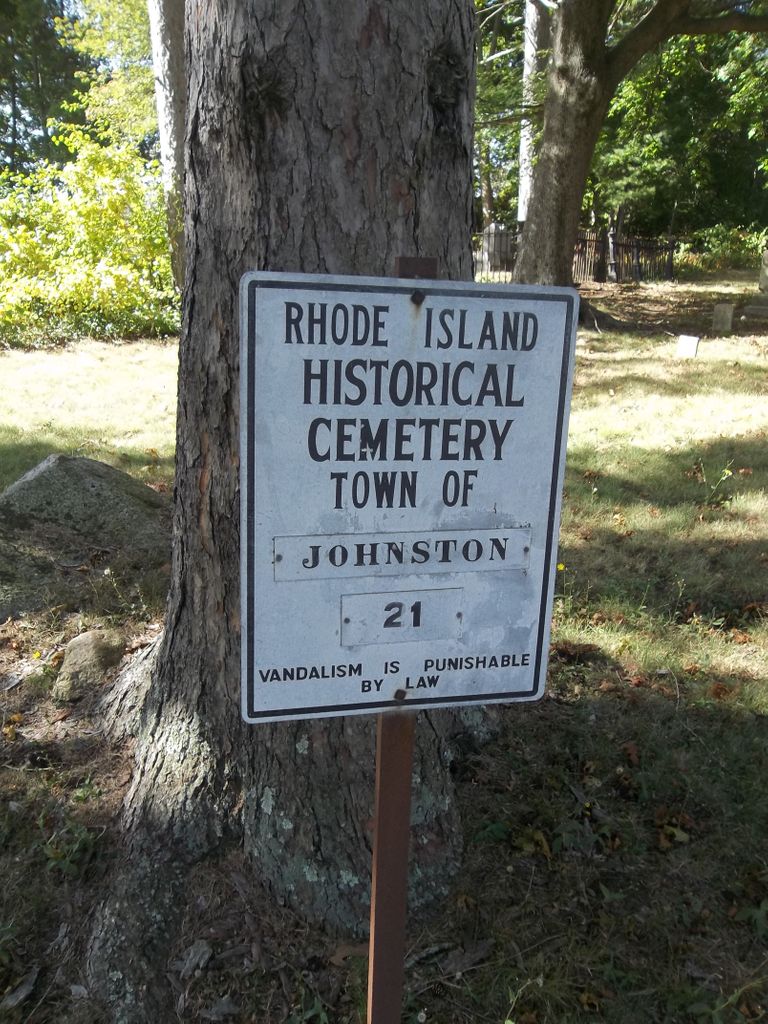 RHODE ISLAND
HISTORICAL
CEMETERY
TOWN OF
JOHNSTON
21
VANDALISM IS PUNISHABLE
BY LAW